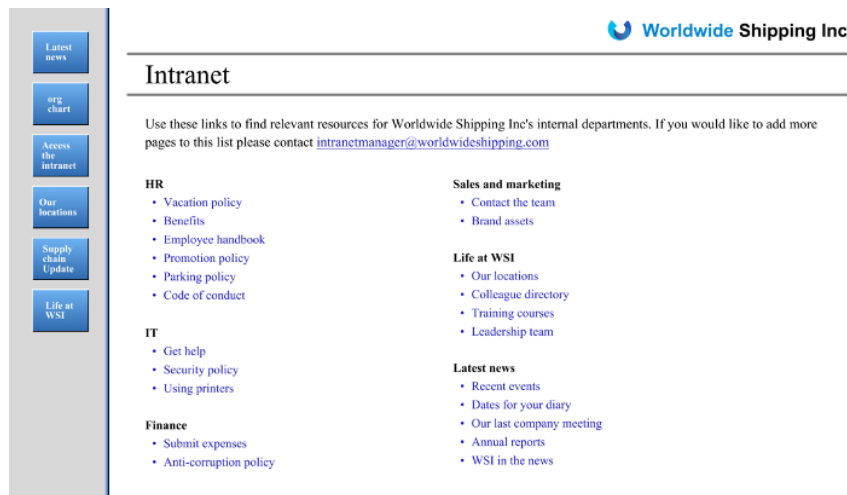 Latest
news
org
chart
Access
the
intranet
Our
locations
Supply
chain
Update
Life at
WSI
Worldwide Shipping Inc
Intranet
Use these links to find relevant resources for Worldwide Shipping Inc's internal departments. If you would like to add more
pages to this list please contact intranetmanager@worldwideshipping.com
HR
• Vacation policy
• Benefits
• Employee handbook
• Promotion policy
• Parking policy
• Code of conduct
IT
• Get help
• Security policy
• Using printers
Finance
• Submit expenses
• Anti-corruption policy
Sales and marketing
• Contact the team
• Brand assets
Life at WSI
• Our locations
• Colleague directory
• Training courses
• Leadership team
Latest news
• Recent events
• Dates for your diary
• Our last company meeting
• Annual reports
• WSI in the news